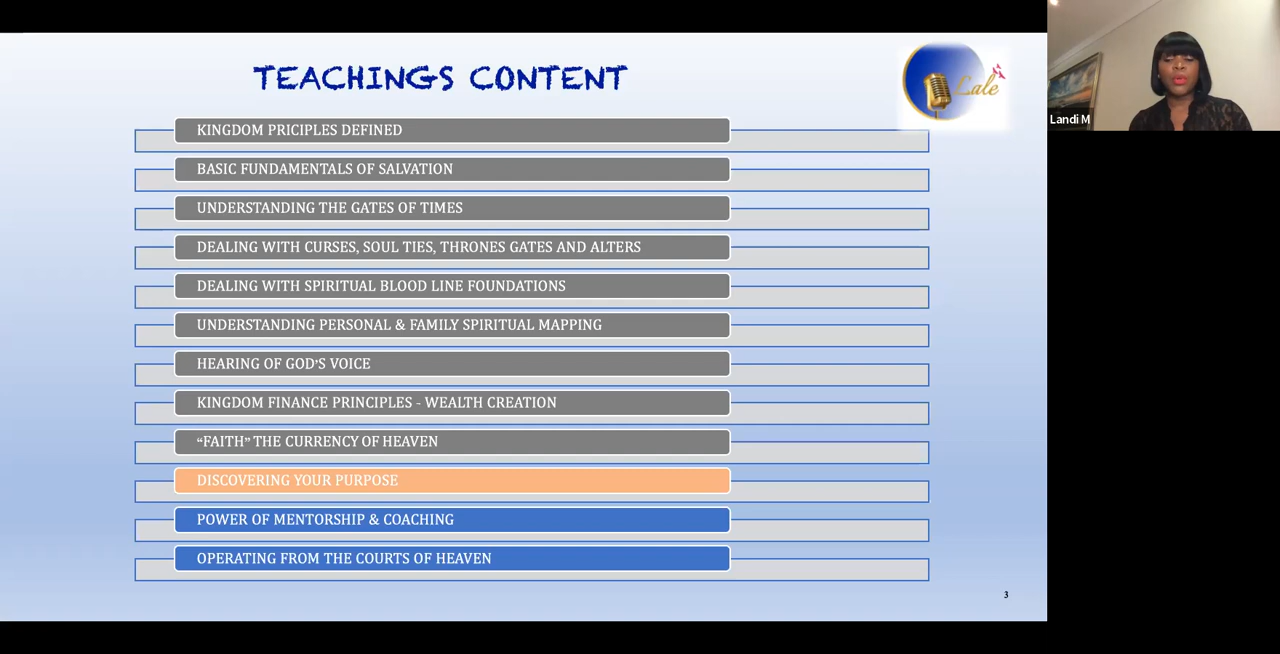 TEACHINGS CONTENT
Lalé
Landi M
KINGDOM PRICIPLES DEFINED
BASIC FUNDAMENTALS OF SALVATION
UNDERSTANDING THE GATES OF TIMES
DEALING WITH CURSES, SOUL TIES, THRONES GATES AND ALTERS
DEALING WITH SPIRITUAL BLOOD LINE FOUNDATIONS
UNDERSTANDING PERSONAL & FAMILY SPIRITUAL MAPPING
HEARING OF GOD’S VOICE
KINGDOM FINANCE PRINCIPLES - WEALTH CREATION
“FAITH” THE CURRENCY OF HEAVEN
DISCOVERING YOUR PURPOSE
POWER OF MENTORSHIP & COACHING
OPERATING FROM THE COURTS OF HEAVEN
3